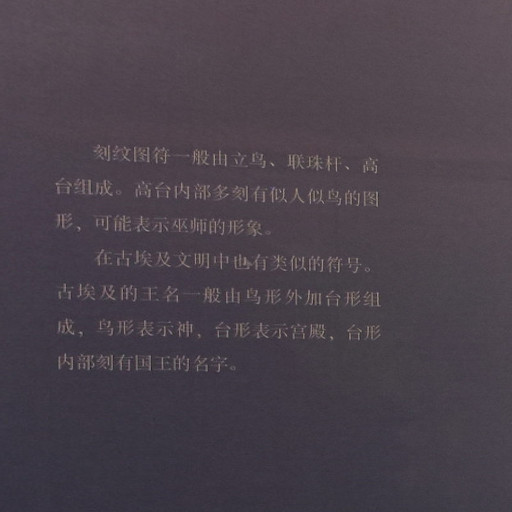 刻纹图符一般由立鸟、联珠杆、高
台组成。高台内部多刻有似人似鸟的图
形，可能表示巫师的形象。
在古埃及文明中也有类似的符号。
古埃及的王名一般由鸟形外加台形组
成，鸟形表示神，台形表示宫殿，台形
内部刻有国王的名字。